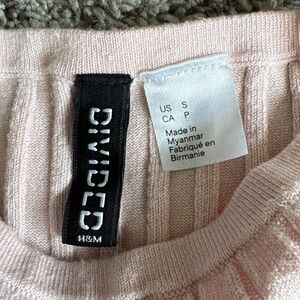 DIVIDED
H&M
US S
CA P
Made in
Myanmar
Fabriqué en
Birmanie